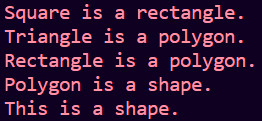 Square is a rectangle.
Triangle is a polygon.
Rectangle is a polygon.
Polygon is a shape.
This is a shape.